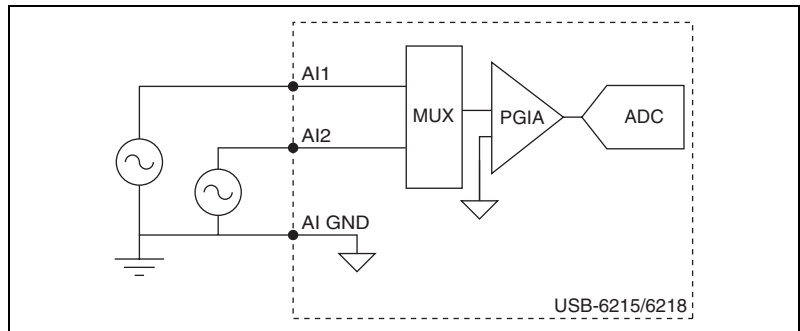 AI1
MUX
PGIA
ADC
AI2
AI GND
USB-6215/6218